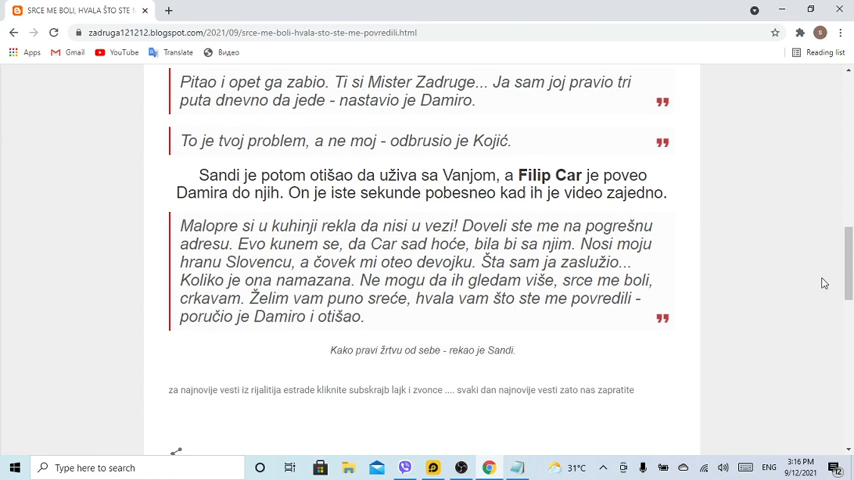 SRCE ME BOLI, HVALA ŠTO STE M
zadruga121212.blogspot.com/2021/09/srce-me-boli-hvala-sto-ste-me-povredili.html
Apps Gmail YouTube Translate Видео Reading list
Pitao i opet ga zabio. Ti si Mister Zadruge... Ja sam joj pravio tri
puta dnevno da jede - nastavio je Damiro.
To je tvoj problem, a ne moj - odbrusio je Kojić.
Sandi je potom otišao da uživa sa Vanjom, a Filip Car je poveo
Damira do njih. On je iste sekunde pobesneo kad ih je video zajedno.
Malopre si u kuhinji rekla da nisi u vezi! Doveli ste me na pogrešnu
adresu. Evo kunem se, da Car sad hoće, bila bi sa njim. Nosi moju
hranu Slovencu, a čovek mi oteo devojku. Šta sam ja zaslužio...
Koliko je ona namazana. Ne mogu da ih gledam više, srce me boli,
crkavam. Želim vam puno sreće, hvala vam što ste me povredili -
poručio je Damiro i otišao.
Kako pravi žrtvu od sebe - rekao je Sandi.
za najnovije vesti iz rijalitija estrade kliknite subskrajb lajk i zvonce .... svaki dan najnovije vesti zato nas zapratite
Type here to search
31°C
ENG
3:16 PM
9/12/2021
12